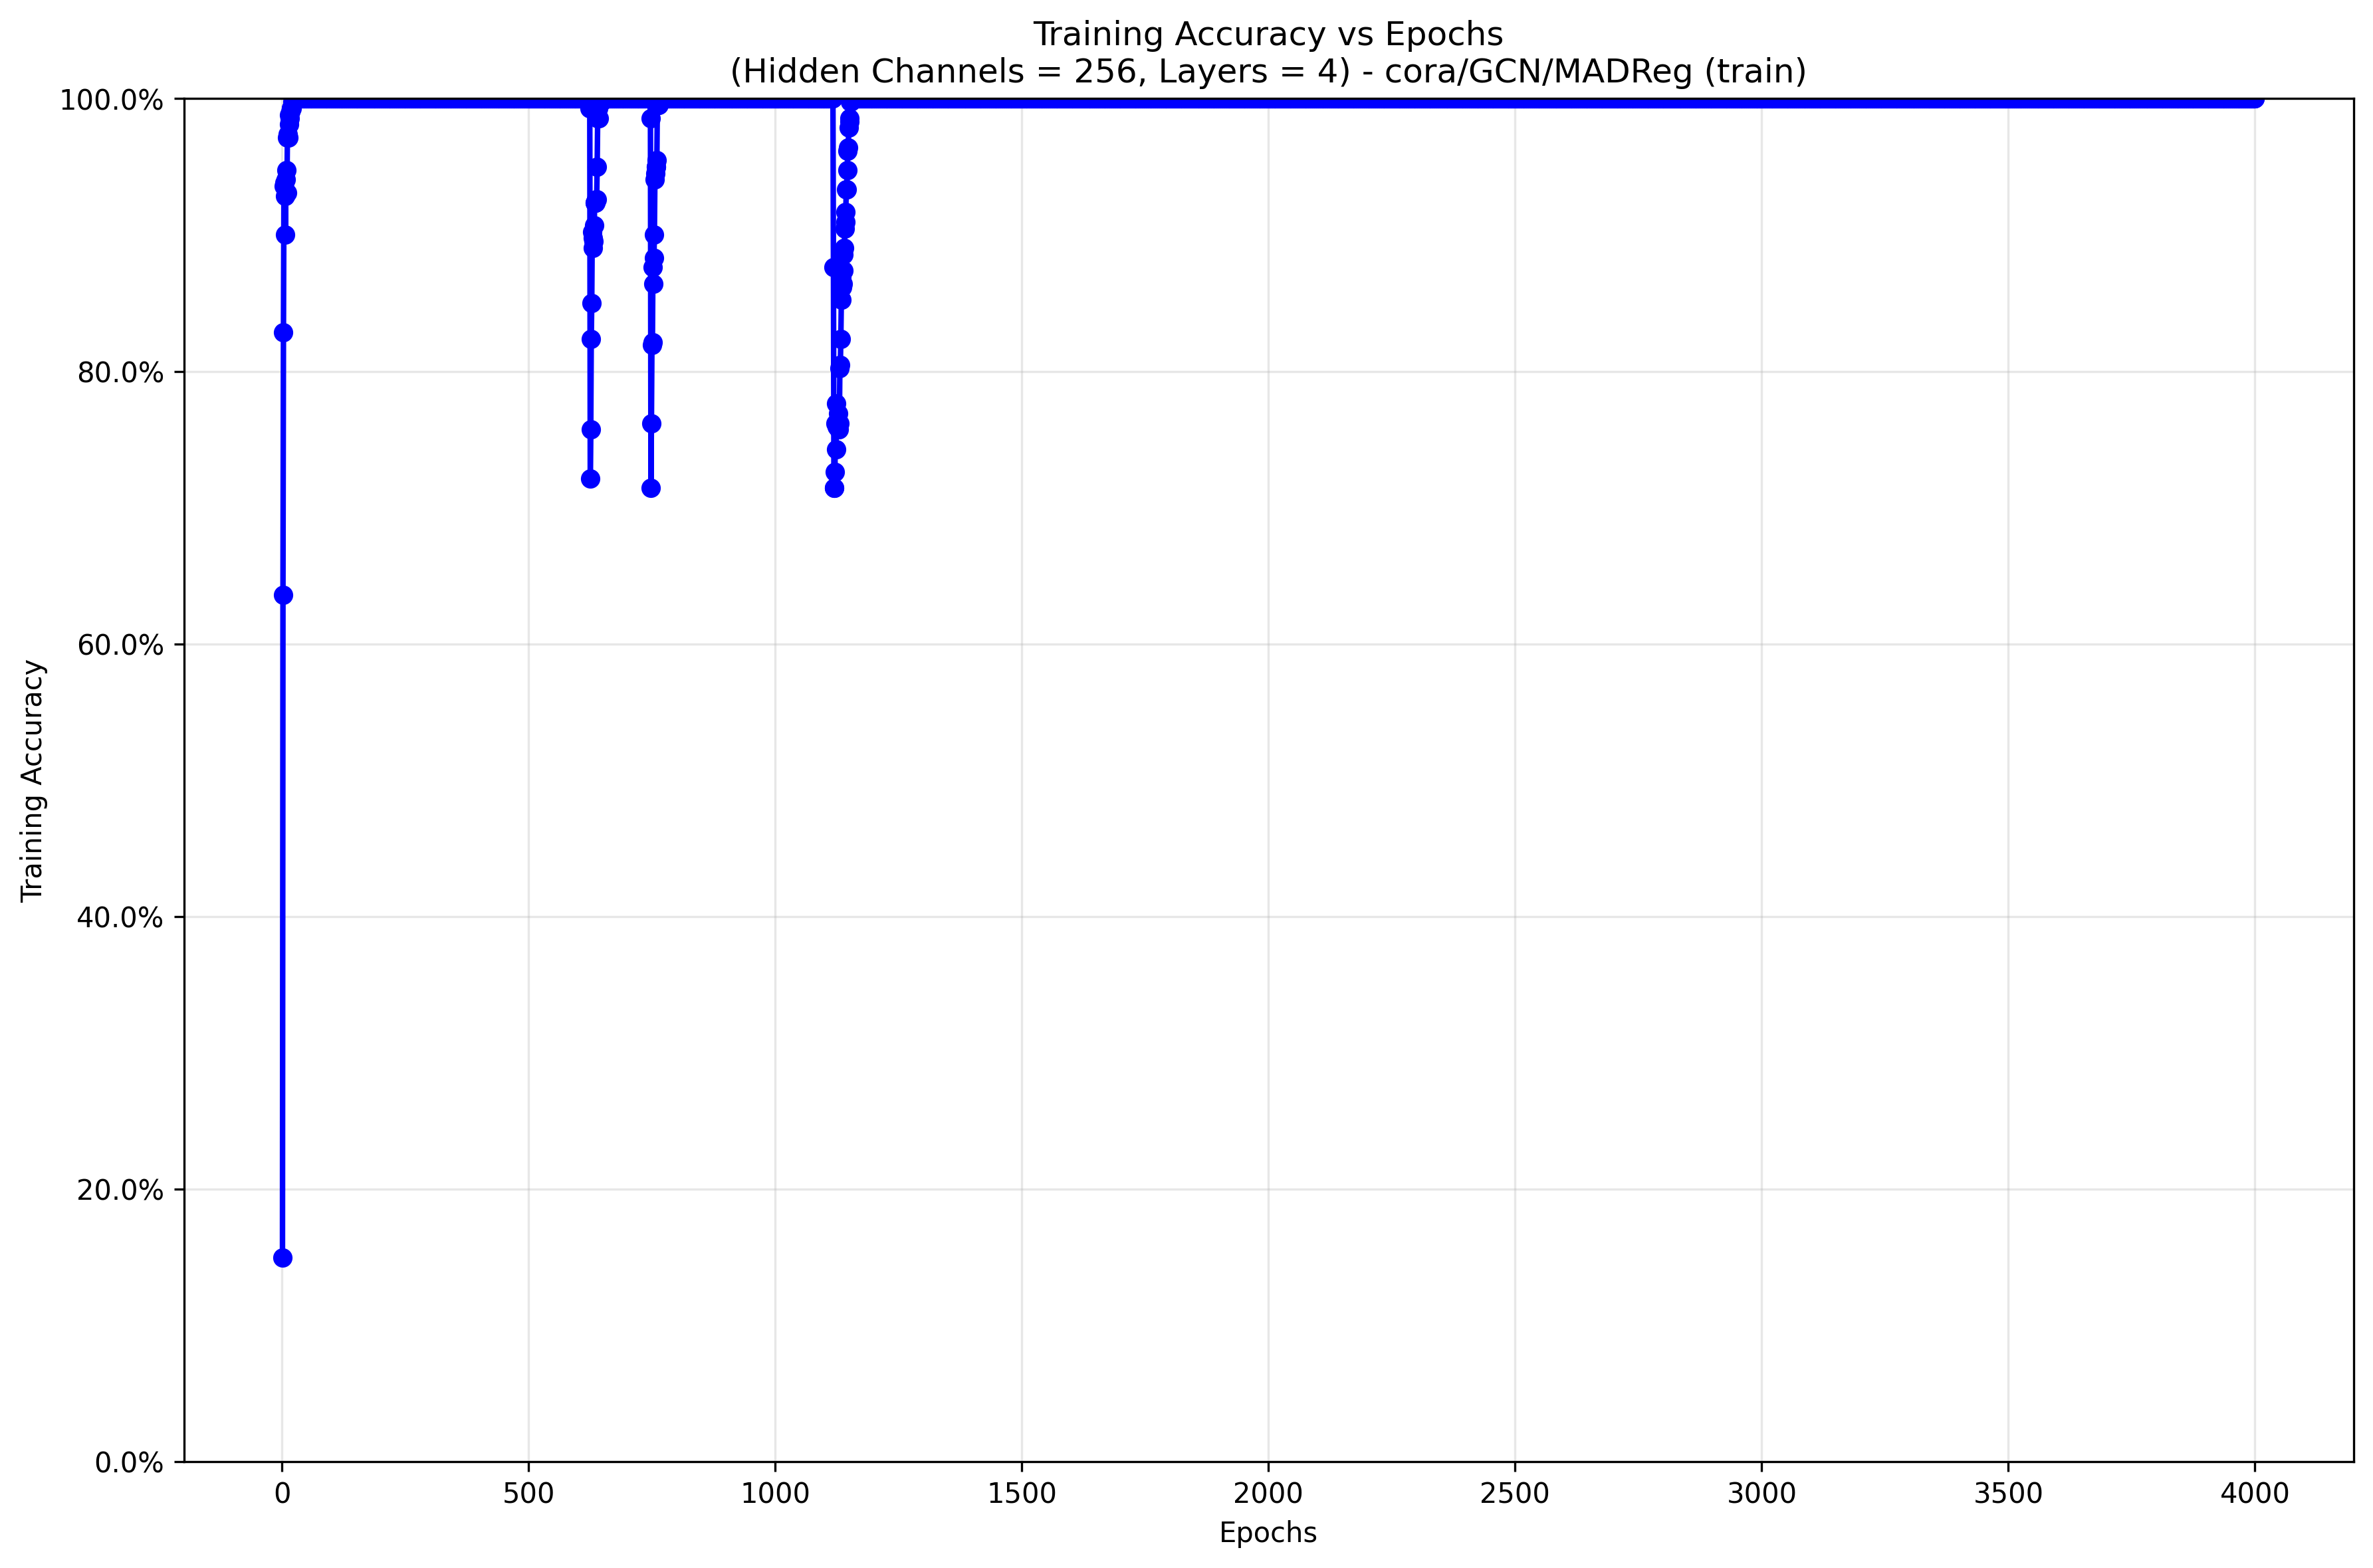 Training Accuracy vs Epochs
(Hidden Channels = 256, Layers = 4) - cora/GCN/MADReg (train)
100.0%
80.0%
60.0%
40.0%
20.0%
0.0%
Training Accuracy
0 500 1000 1500 2000 2500 3000 3500 4000
Epochs